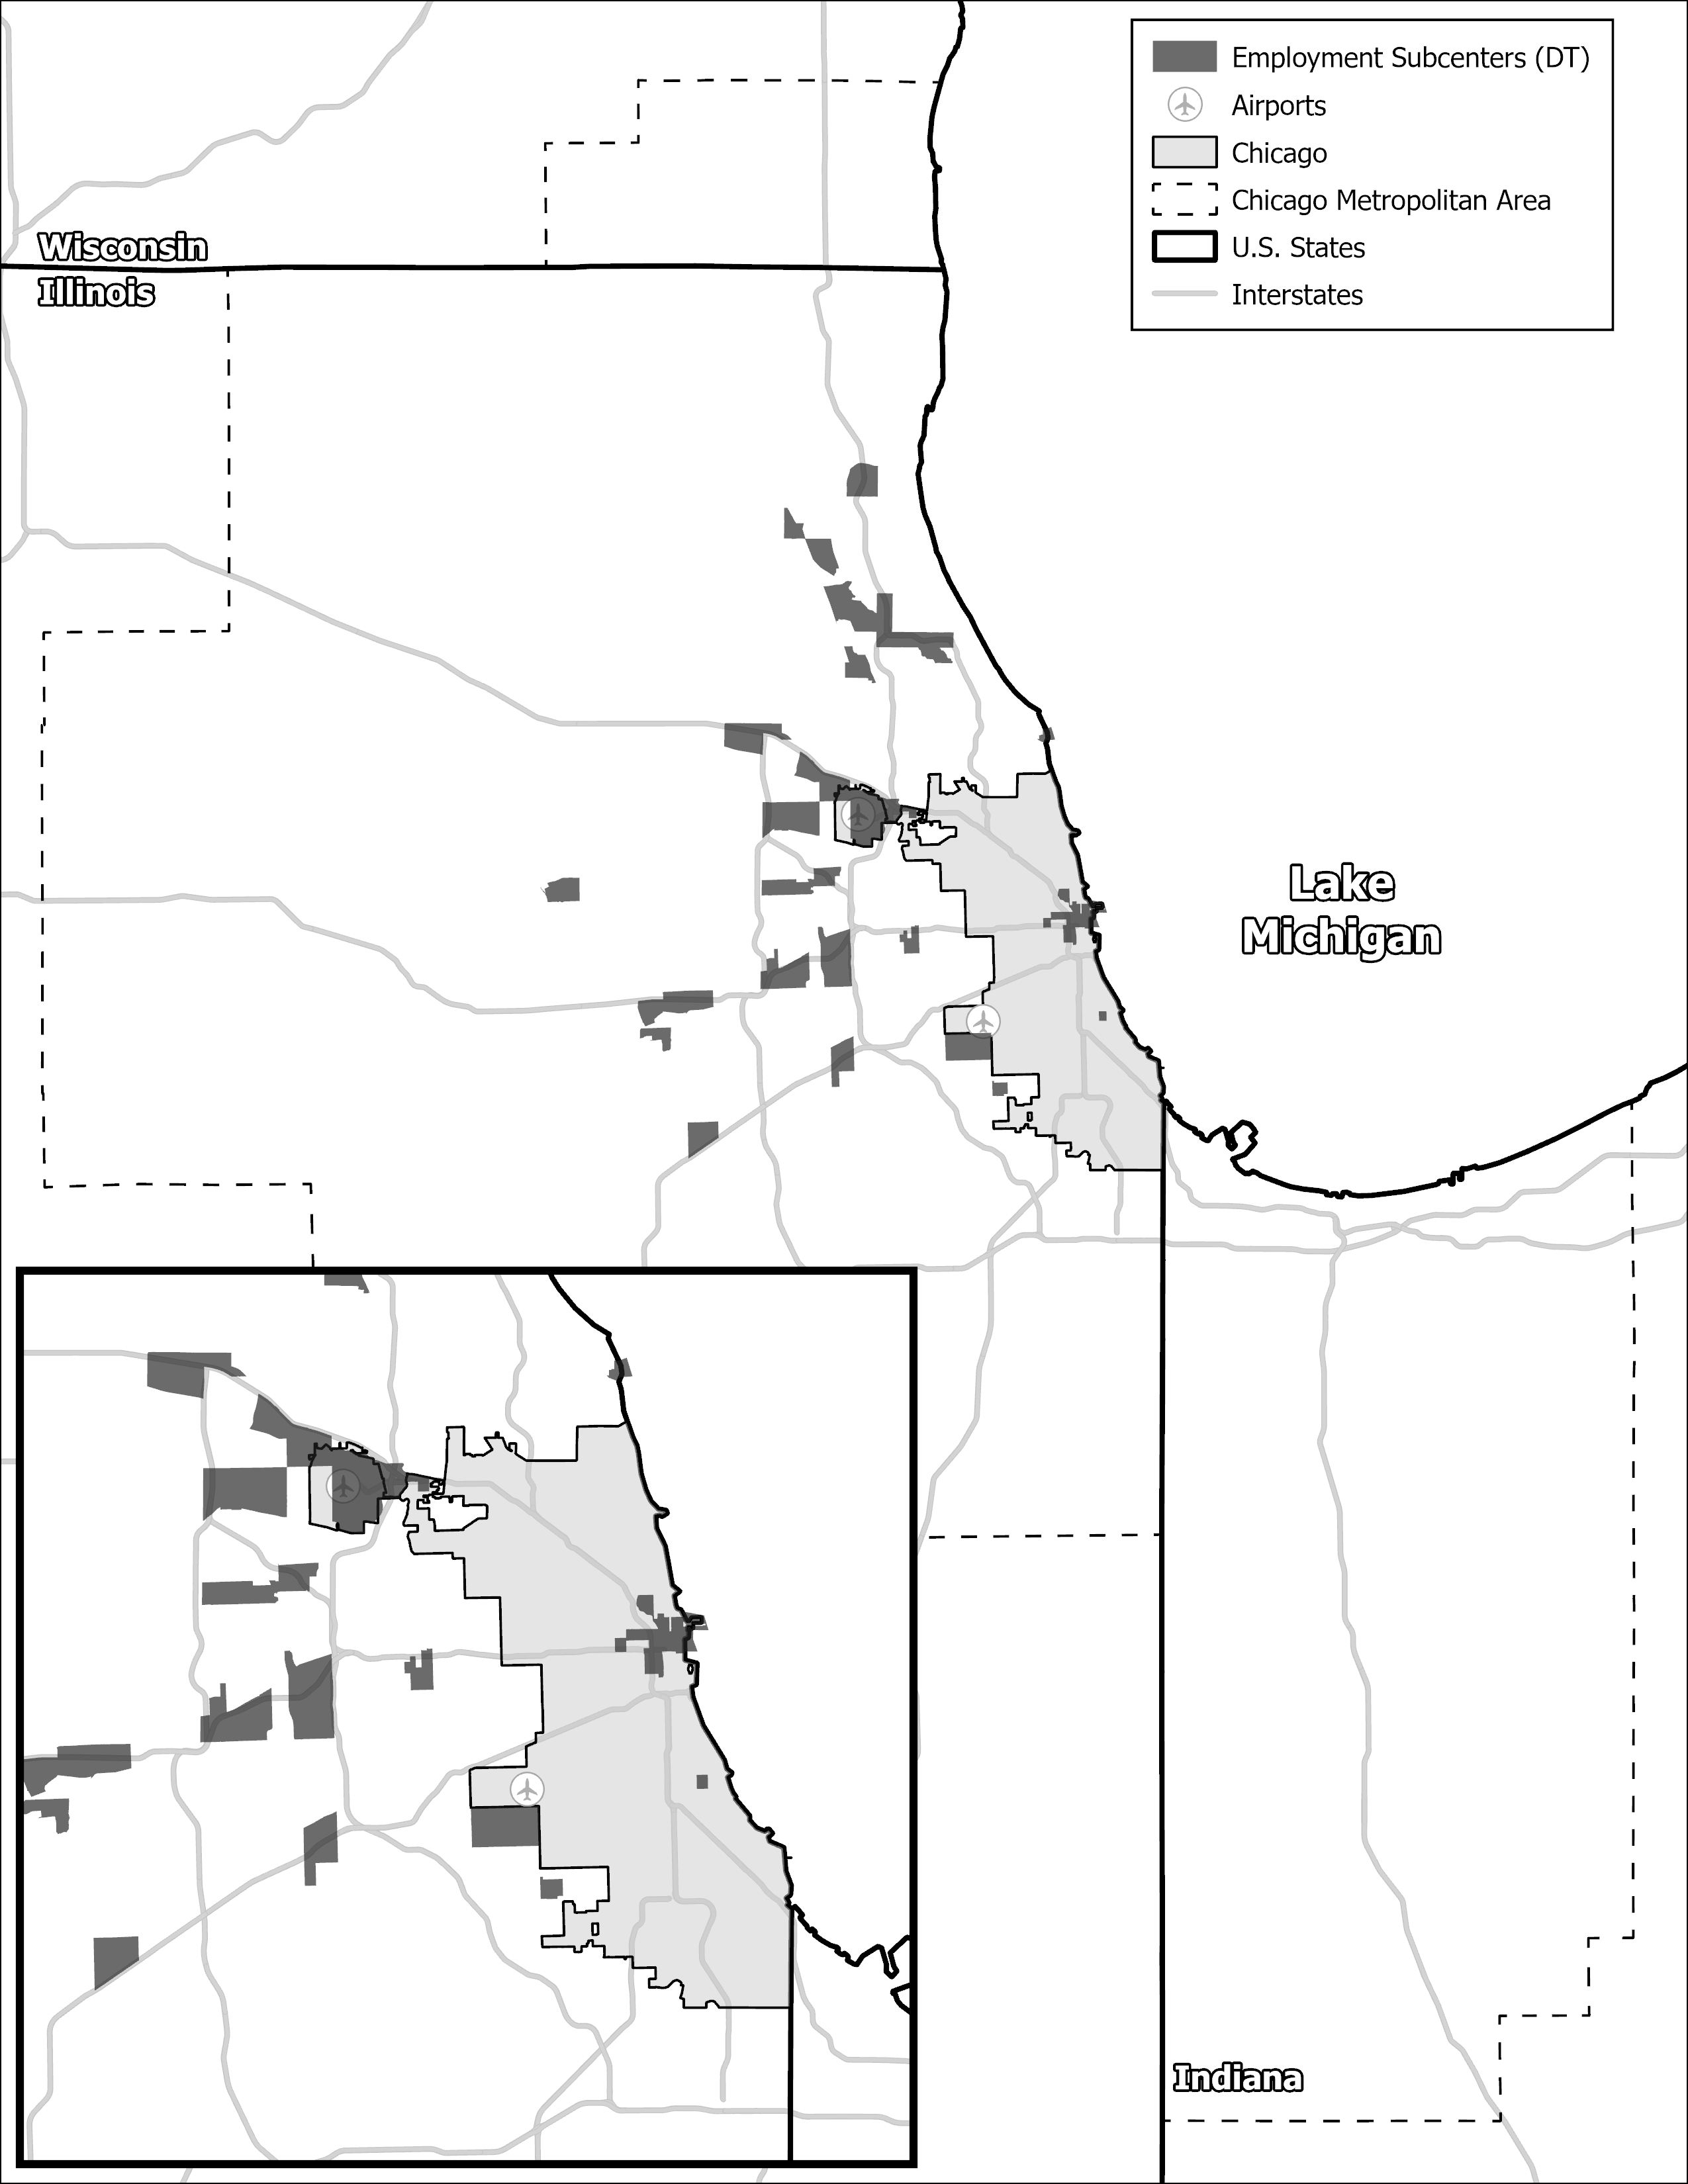 Employment Subcenters (DT)
Airports
Chicago
Chicago Metropolitan Area
U.S. States
Interstates
Wisconsin
Illinois
Lake
Michigan
Indiana